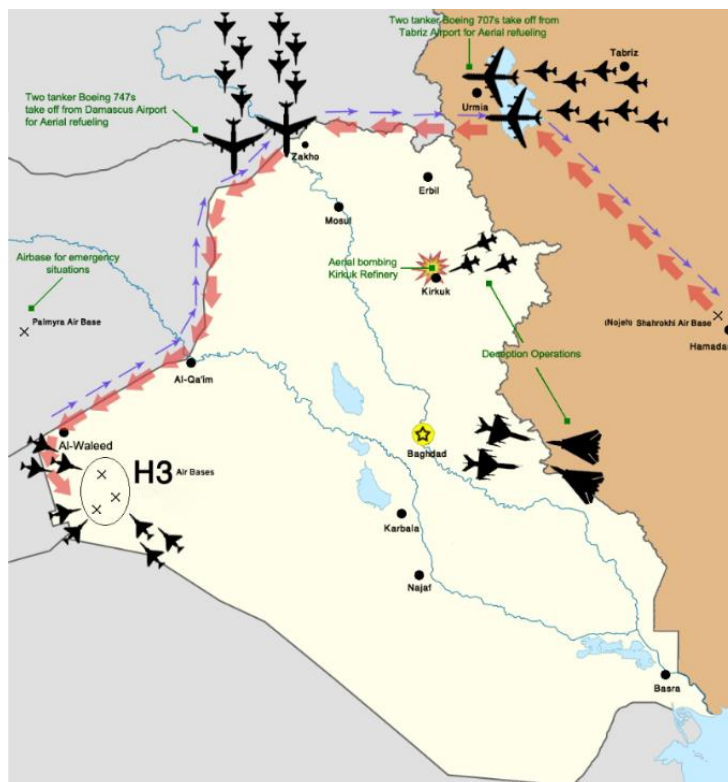 Two tanker Boeing 707s take off from
Tabriz Airport for Aerial refueling
Tabriz
Urmia
Two tanker Boeing 747s
take off from Damascus Airport
for Aerial refueling
Zakho
Erbil
Mosul
Airbase for emergency
situations
Aerial bombing
Kirkuk Refinery
Kirkuk
Palmyra Air Base
(Nojeh) Shahrokhi Air Base
Hamadan
Deception Operations
Al-Qa'im
Al-Waleed
H3 Air Bases
Baghdad
Karbala
Najaf
Basra